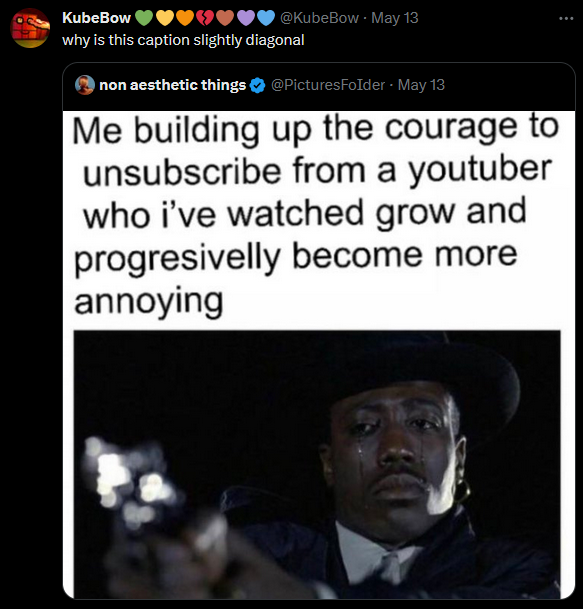 KubeBow 💚💛🧡💔🤎💜💙 @KubeBow · May 13
why is this caption slightly diagonal
non aesthetic things @PicturesFoIder · May 13
Me building up the courage to
unsubscribe from a youtuber
who i've watched grow and
progresivelly become more
annoying